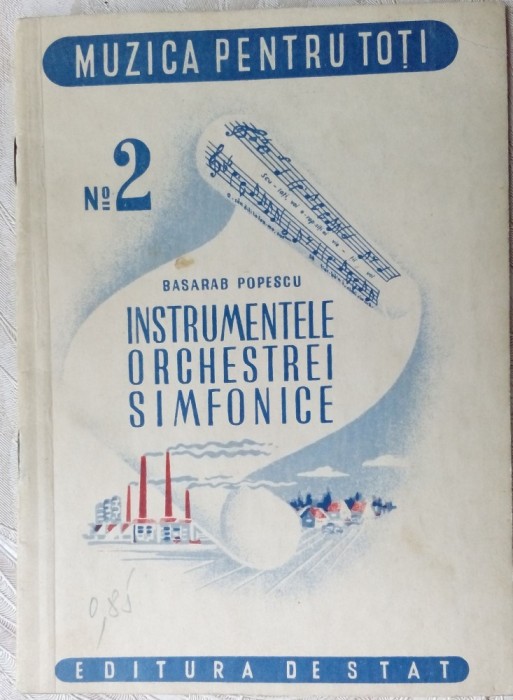 MUZICA PENTRU TOȚI
No 2
BASARAB POPESCU
INSTRUMENTELE
ORCHESTREI
SIMFONICE
0,85
EDITURA DE STAT